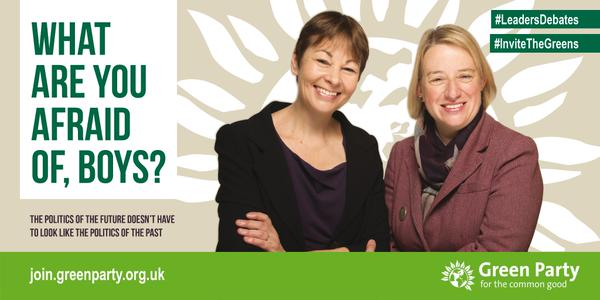 WHAT
ARE YOU
AFRAID
OF, BOYS?
THE POLITICS OF THE FUTURE DOESN'T HAVE
TO LOOK LIKE THE POLITICS OF THE PAST
#LeadersDebates
#InviteTheGreens
join.greenparty.org.uk
Green Party
for the common good